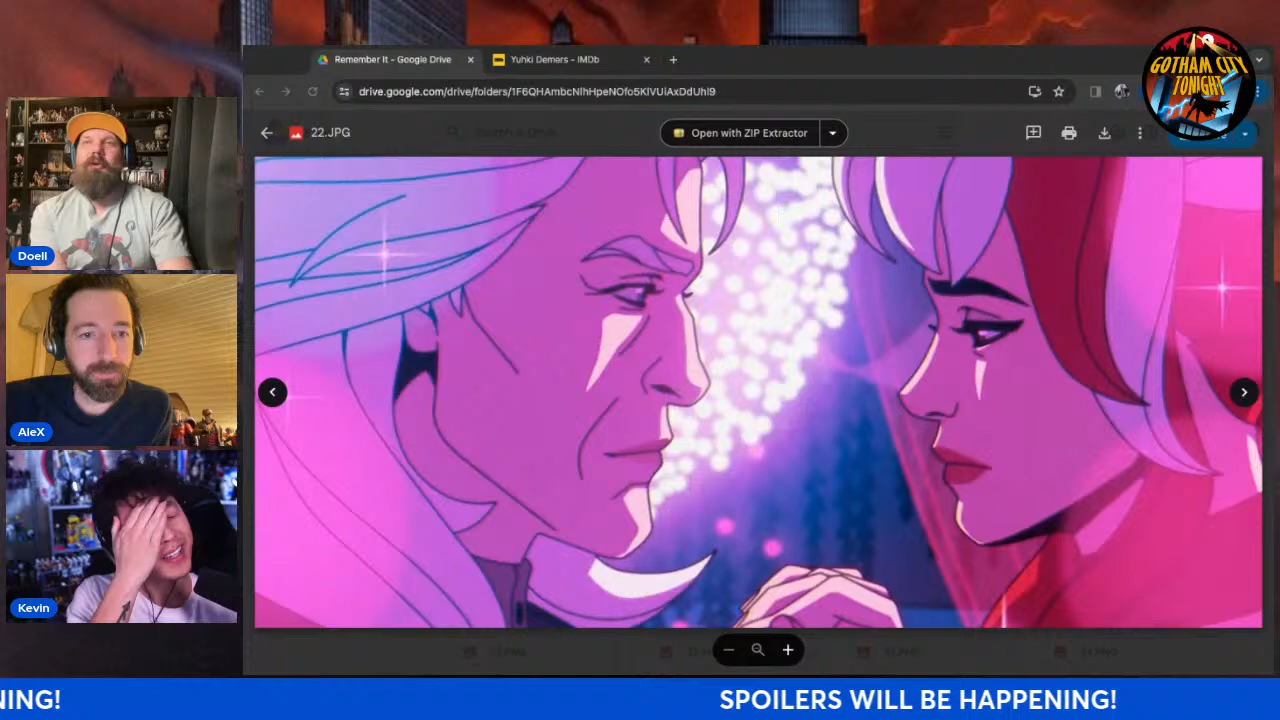 GOTHAM CITY
TONIGHT
Remember It - Google Drive
Yuhki Demers - IMDb
drive.google.com/drive/folders/1F6QHAmbcNlhHpeNOfo5KlVUiAxDdUhl9
22.JPG
Open with ZIP Extractor
Doell
AleX
Kevin
NING!
SPOILERS WILL BE HAPPENING!